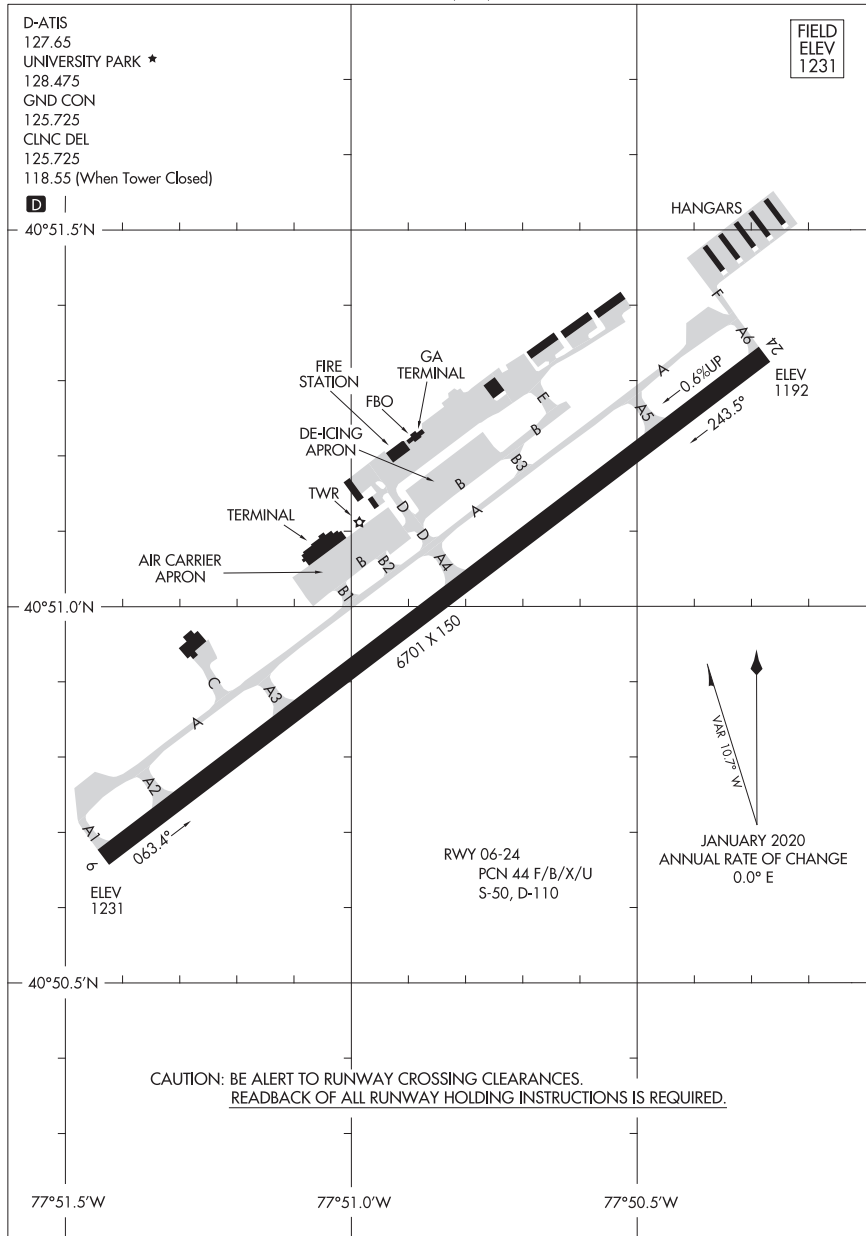 D-ATIS
127.65
UNIVERSITY PARK ★
128.475
GND CON
125.725
CLNC DEL
125.725
118.55 (When Tower Closed)
D
FIELD
ELEV
1231
40°51.5'N
HANGARS
F
A6
24
ELEV
1192
0.6%UP
243.5°
A
A5
GA
TERMINAL
FIRE
STATION
FBO
DE-ICING
APRON
E
B
B3
B
TWR
D
A
TERMINAL
D
A4
AIR CARRIER
APRON
B
B2
B1
40°51.0'N
6701 X 150
C
A3
A
A2
A1
6
063.4°
ELEV
1231
VAR 10.7° W
JANUARY 2020
ANNUAL RATE OF CHANGE
0.0° E
RWY 06-24
PCN 44 F/B/X/U
S-50, D-110
40°50.5'N
CAUTION: BE ALERT TO RUNWAY CROSSING CLEARANCES.
READBACK OF ALL RUNWAY HOLDING INSTRUCTIONS IS REQUIRED.
77°51.5'W
77°51.0'W
77°50.5'W